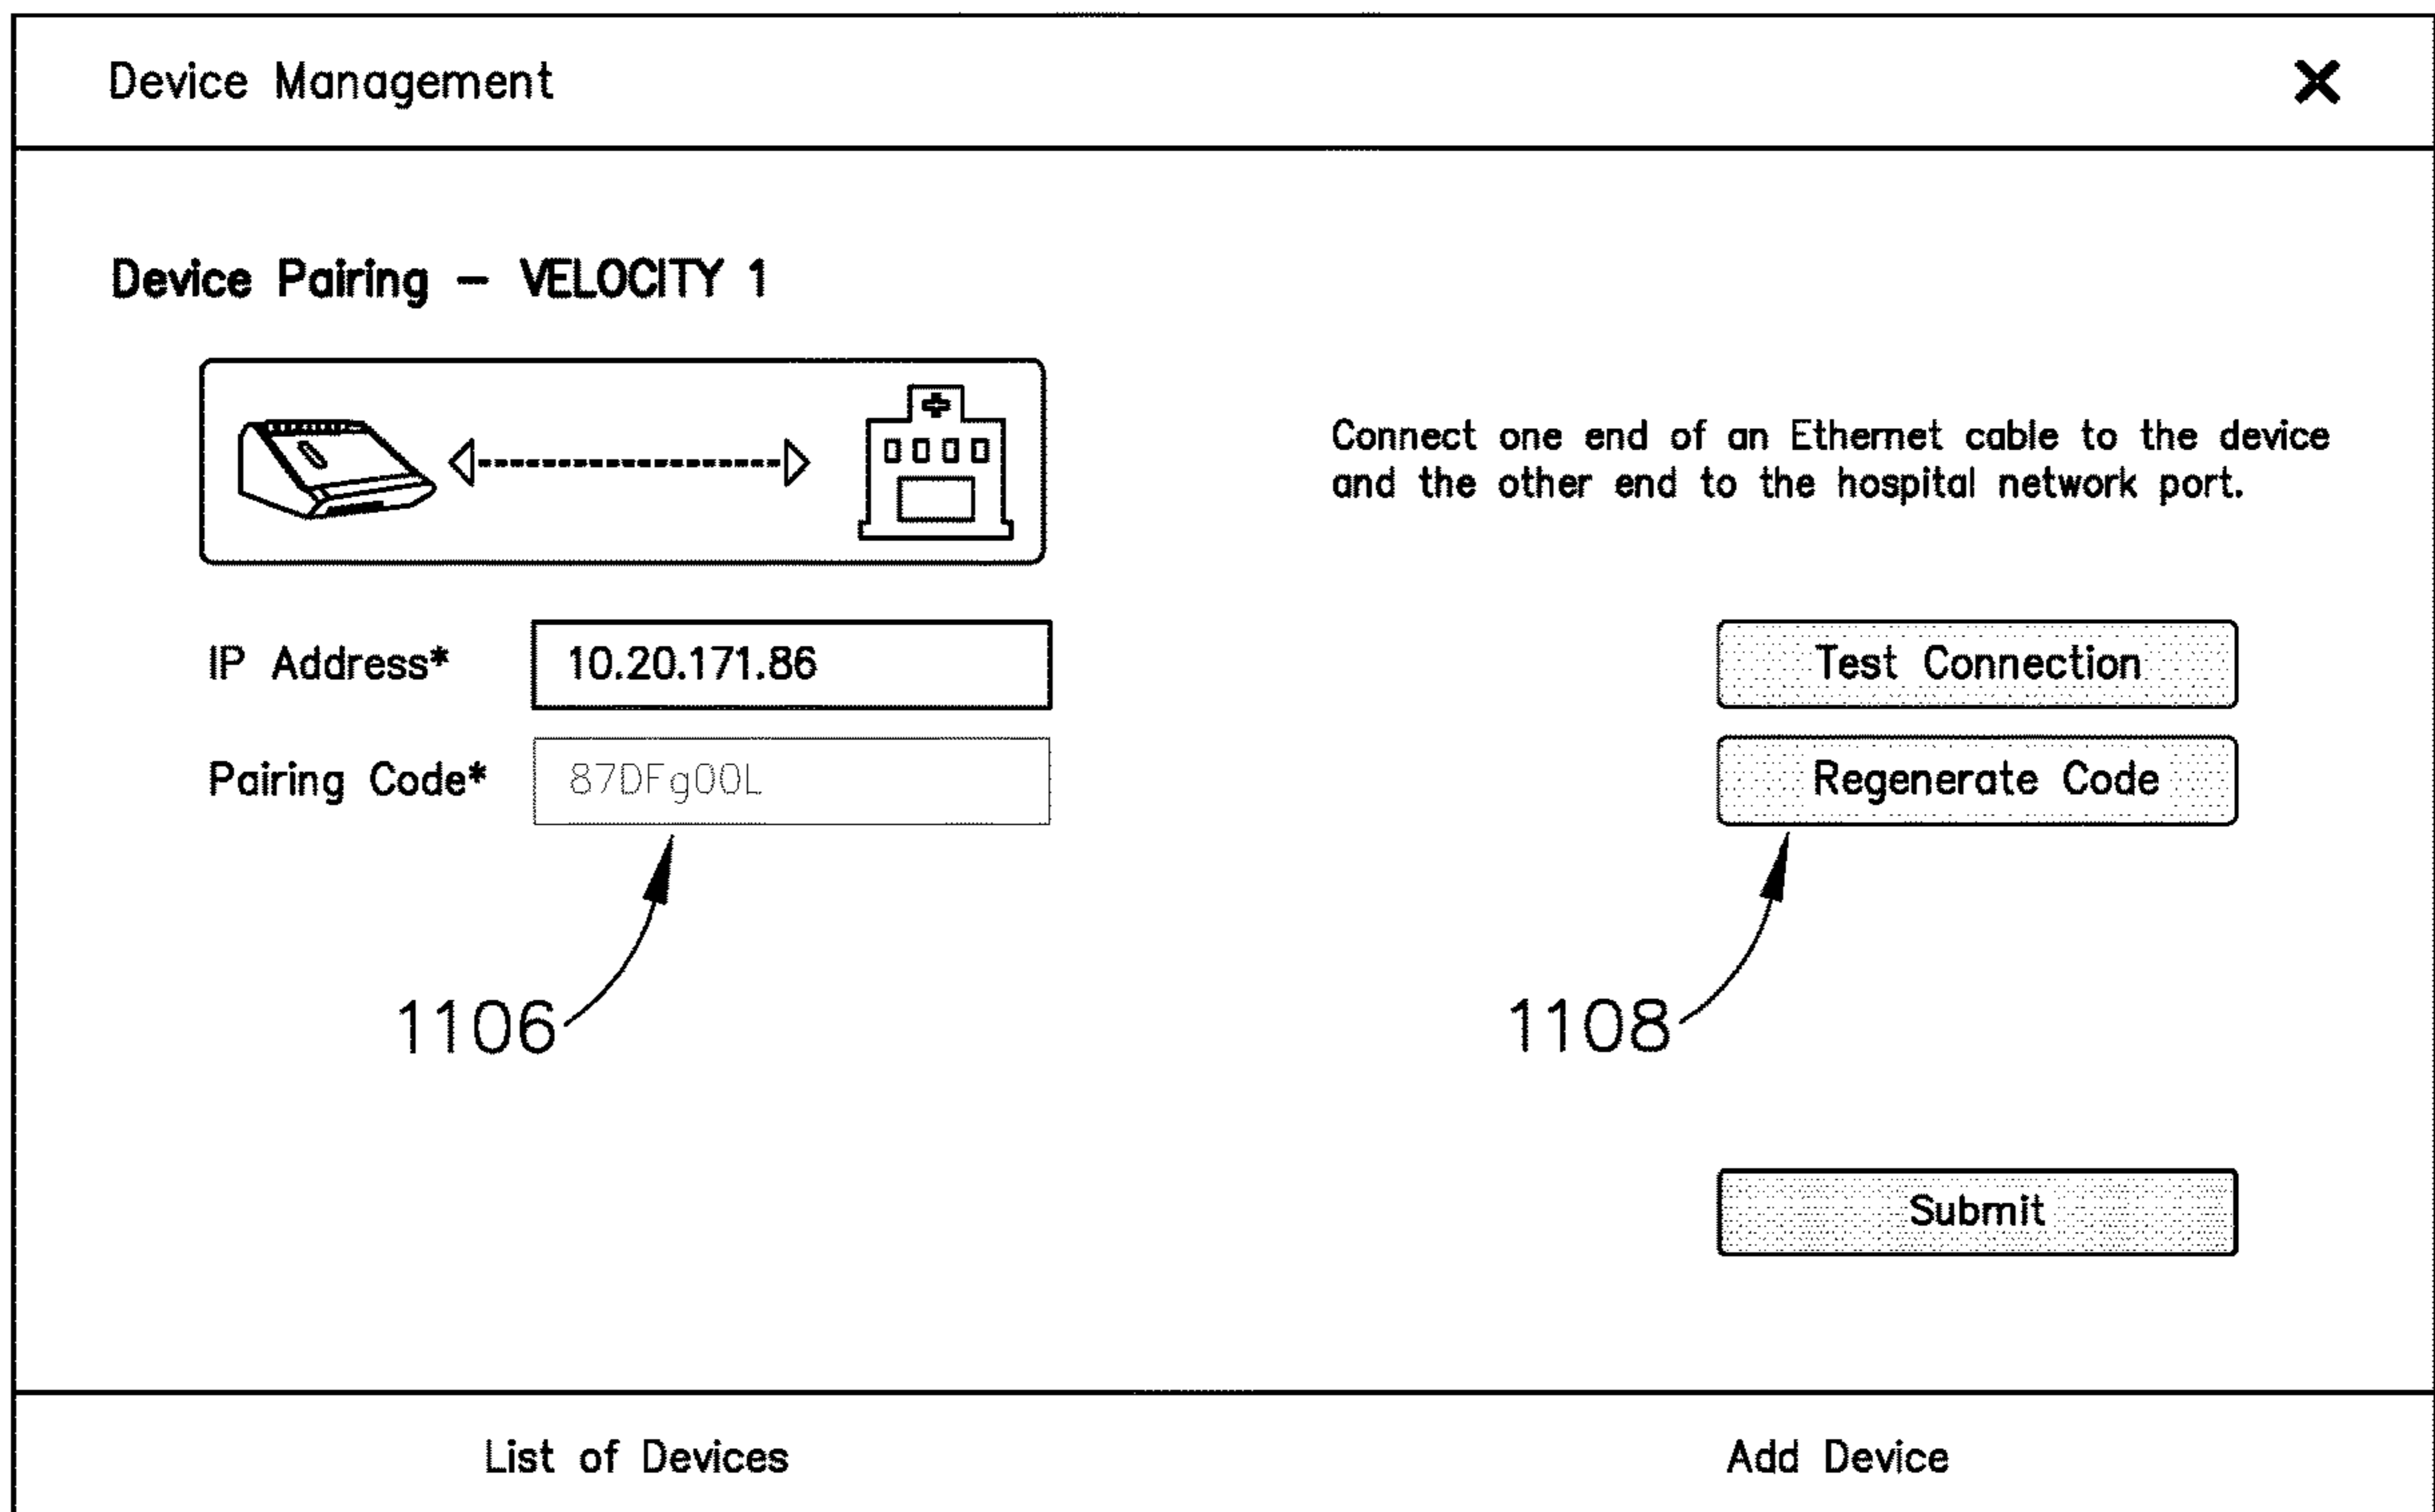 Device Management
Device Pairing – VELOCITY 1
Connect one end of an Ethernet cable to the device
and the other end to the hospital network port.
IP Address* 10.20.171.86 Test Connection
Pairing Code* 87DFg00L Regenerate Code
1106 1108
Submit
List of Devices Add Device